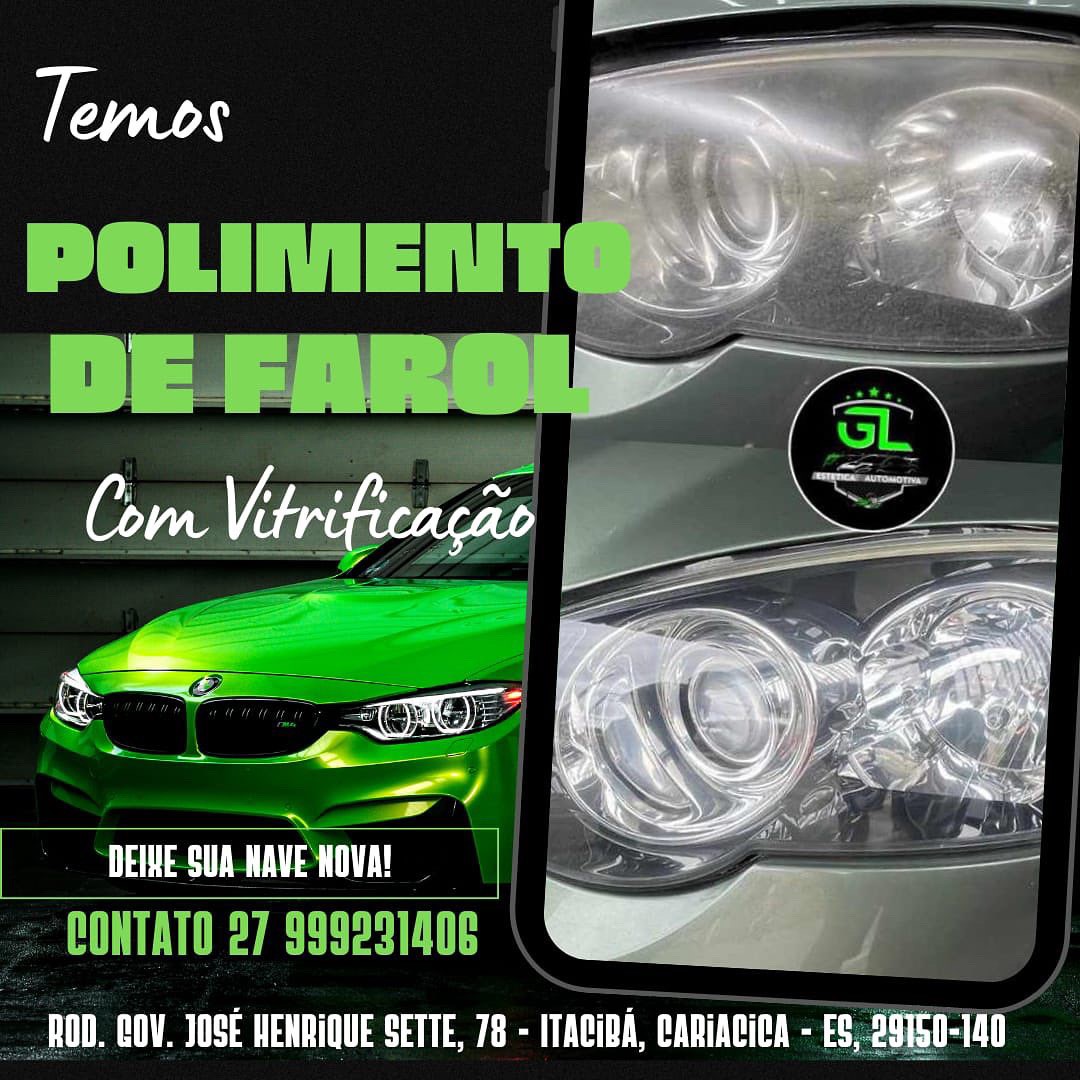 Temos
POLIMENTO
DE FAROL
Com Vitrificação
GL
ESTÉTICA AUTOMOTIVA
DEIXE SUA NAVE NOVA!
CONTATO 27 999231406
ROD. GOV. JOSÉ HENRIQUE SETTE, 78 - ITACIBÁ, CARIACICA - ES, 29150-140